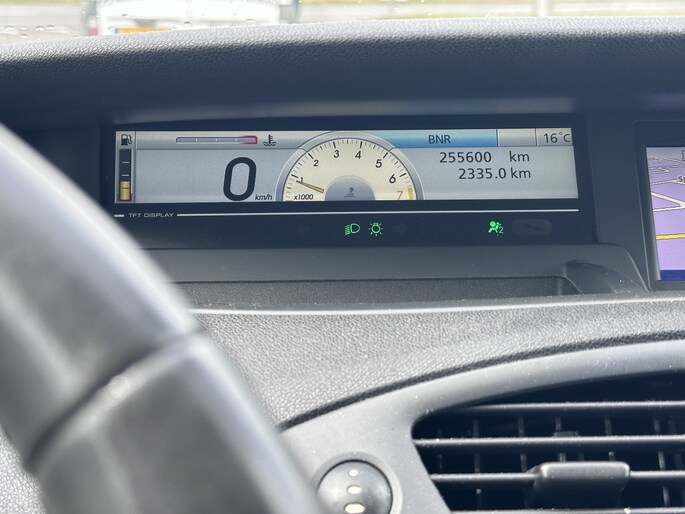 BNR
16°C
0 km/h
1 2 3 4 5 6 7
x1000
255600 km
2335.0 km
TFT DISPLAY